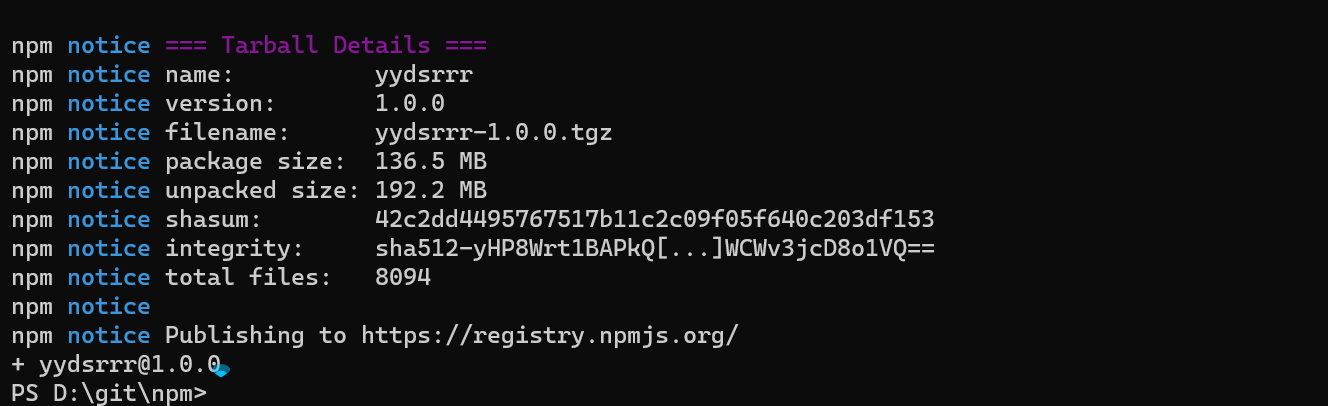 npm notice === Tarball Details ===
npm notice name:          yydsrrr
npm notice version:       1.0.0
npm notice filename:      yydsrrr-1.0.0.tgz
npm notice package size:  136.5 MB
npm notice unpacked size: 192.2 MB
npm notice shasum:        42c2dd4495767517b11c2c09f05f640c203df153
npm notice integrity:     sha512-yHP8Wrt1BAPkQ[...]WCWv3jcD8o1VQ==
npm notice total files:   8094
npm notice
npm notice Publishing to https://registry.npmjs.org/
+ yydsrrr@1.0.0
PS D:\git\npm>